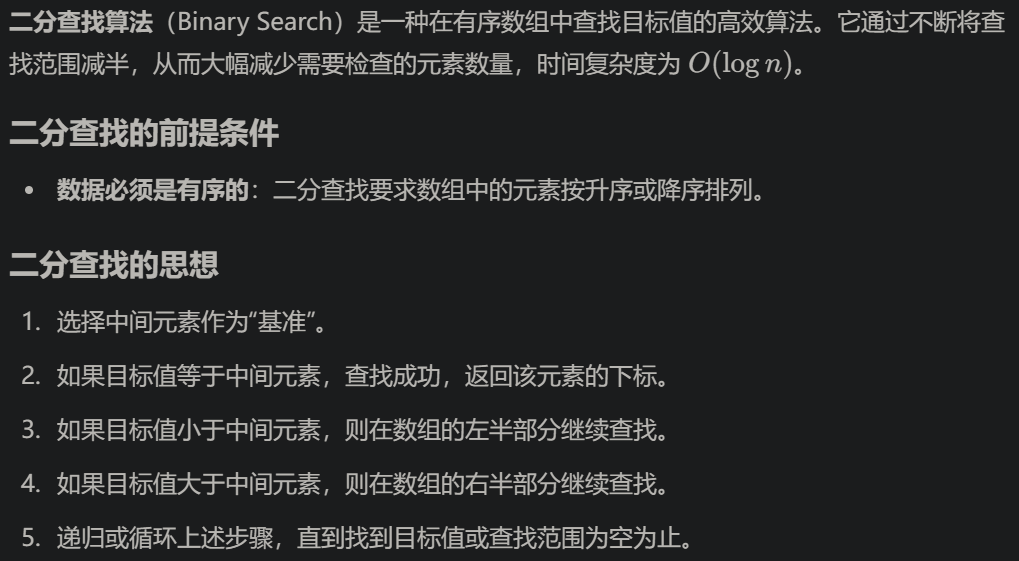 二分查找算法（Binary Search）是一种在有序数组中查找目标值的高效算法。它通过不断将查
找范围减半，从而大幅减少需要检查的元素数量，时间复杂度为 O(log n)。
二分查找的前提条件
• 数据必须是有序的：二分查找要求数组中的元素按升序或降序排列。
二分查找的思想
1. 选择中间元素作为“基准”。
2. 如果目标值等于中间元素，查找成功，返回该元素的下标。
3. 如果目标值小于中间元素，则在数组的左半部分继续查找。
4. 如果目标值大于中间元素，则在数组的右半部分继续查找。
5. 递归或循环上述步骤，直到找到目标值或查找范围为空为止。